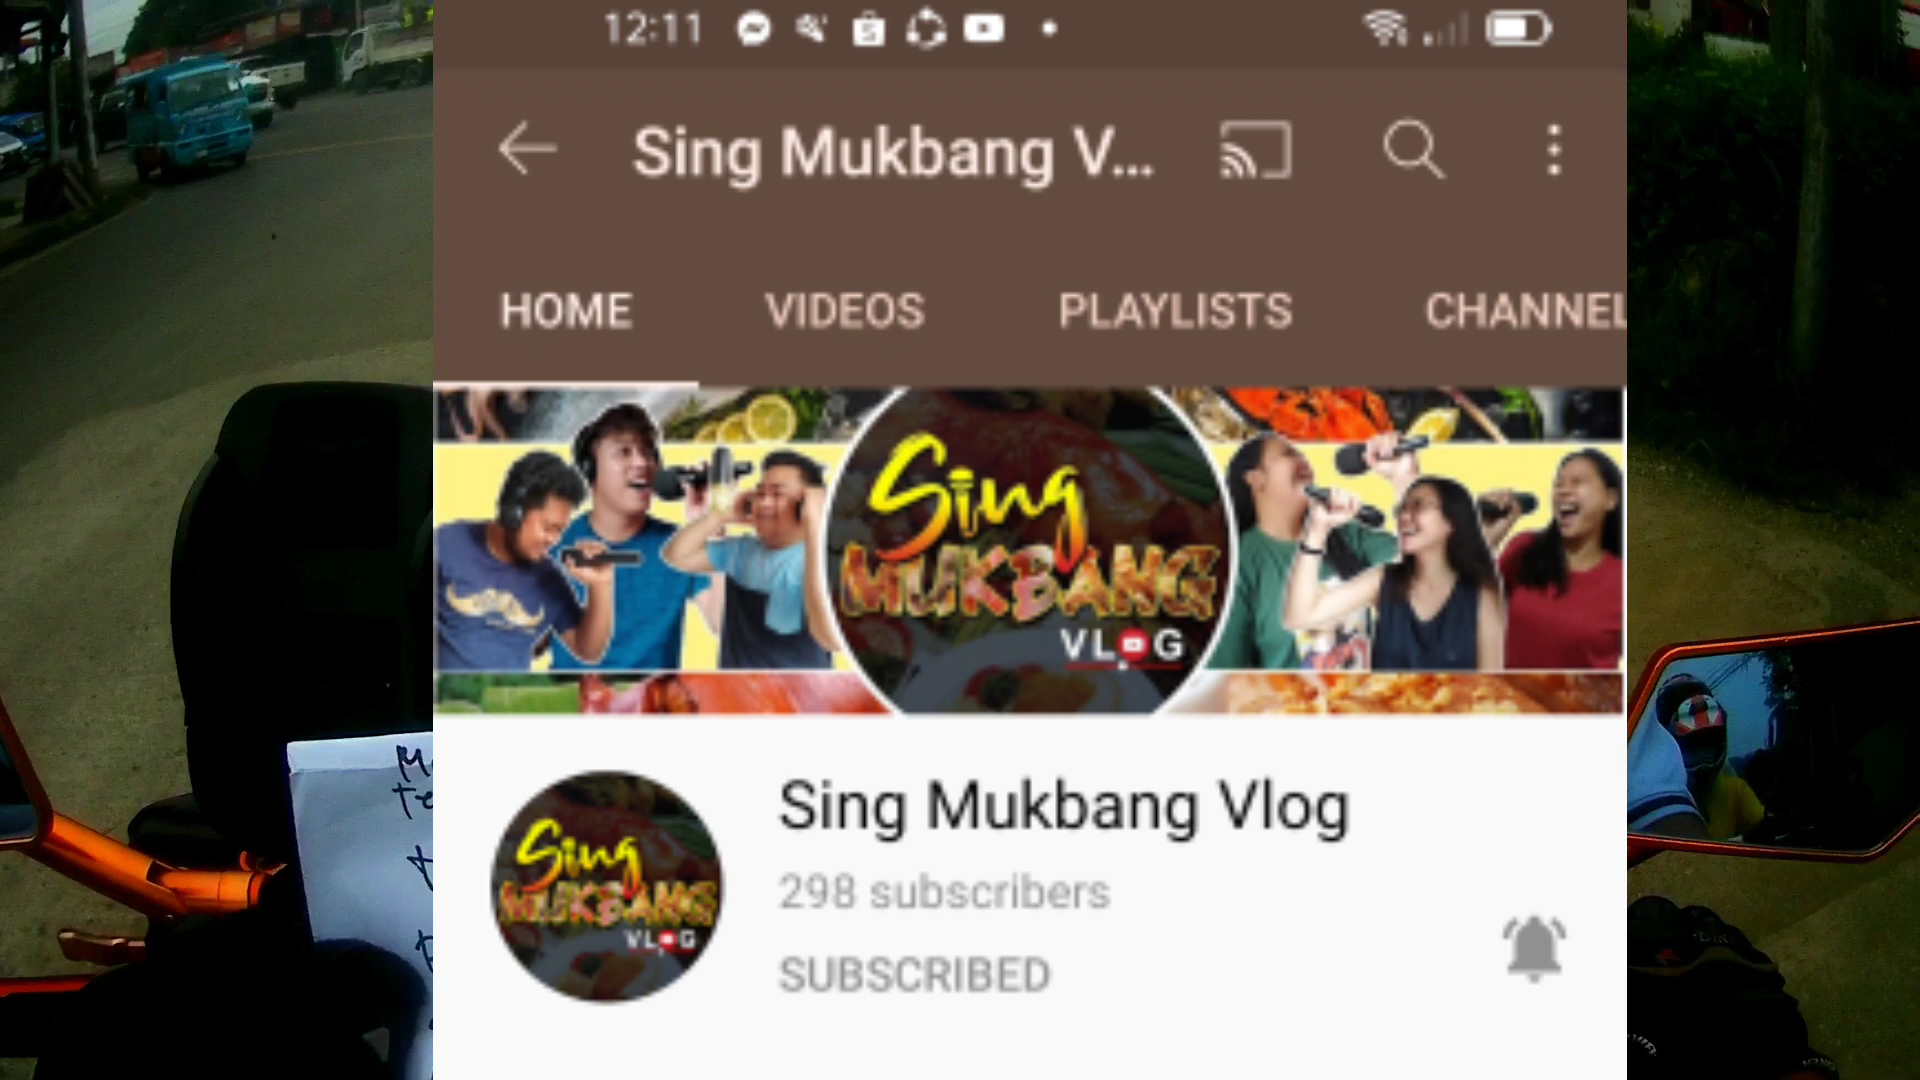 12:11
Sing Mukbang V...
HOME VIDEOS PLAYLISTS CHANNEL
Sing
MUKBANG
VLOG
Sing Mukbang Vlog
298 subscribers
SUBSCRIBED
Sing
MUKBANG
VLOG